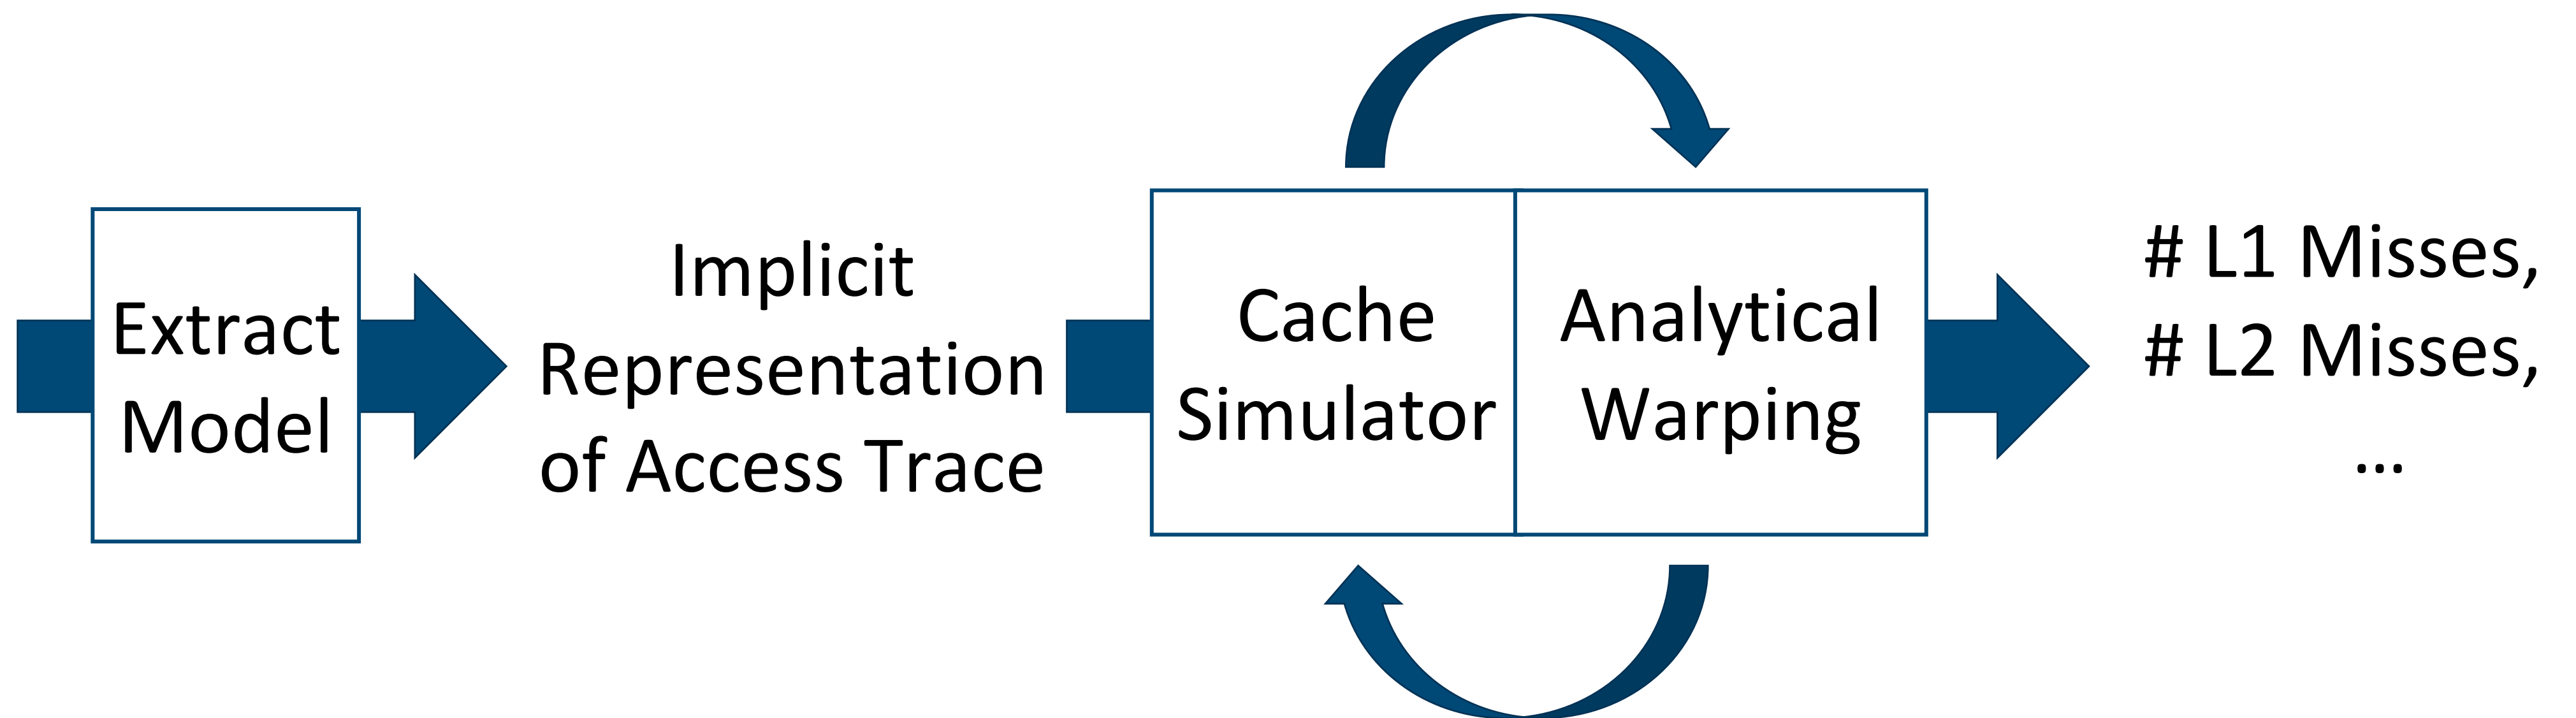 Extract
Model
Implicit
Representation
of Access Trace
Cache
Simulator
Analytical
Warping
# L1 Misses,
# L2 Misses,
...